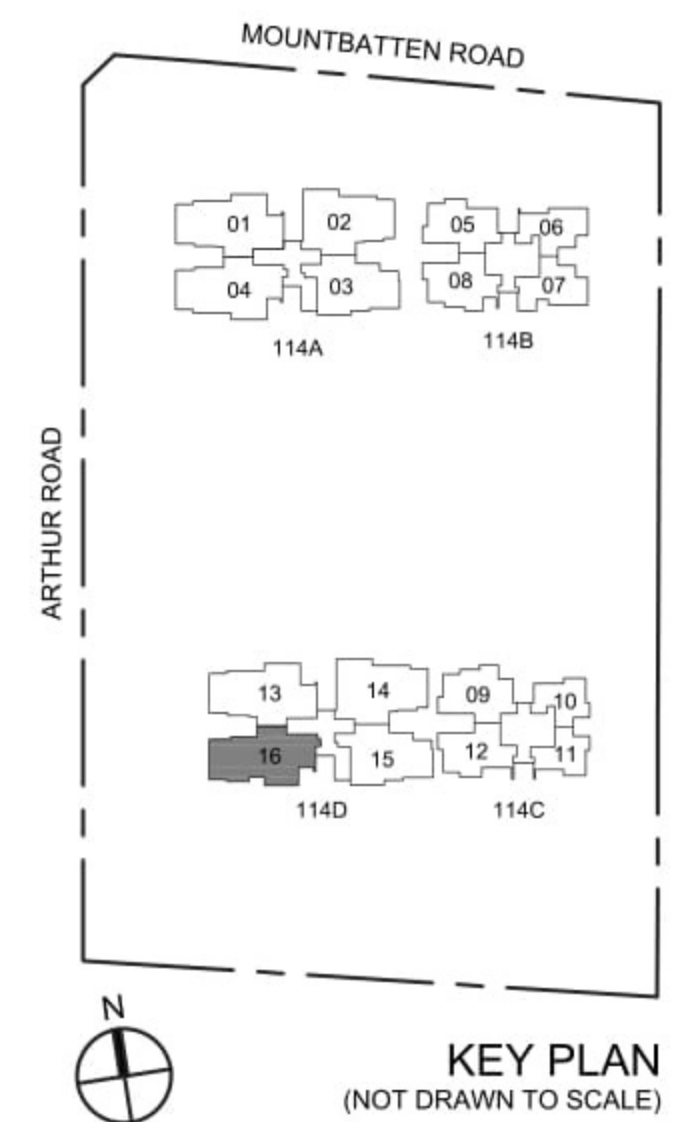 MOUNTBATTEN ROAD
01
02
05
06
04
03
08
07
114A
114B
ARTHUR ROAD
13
14
09
10
16
15
12
11
114D
114C
N
KEY PLAN
(NOT DRAWN TO SCALE)